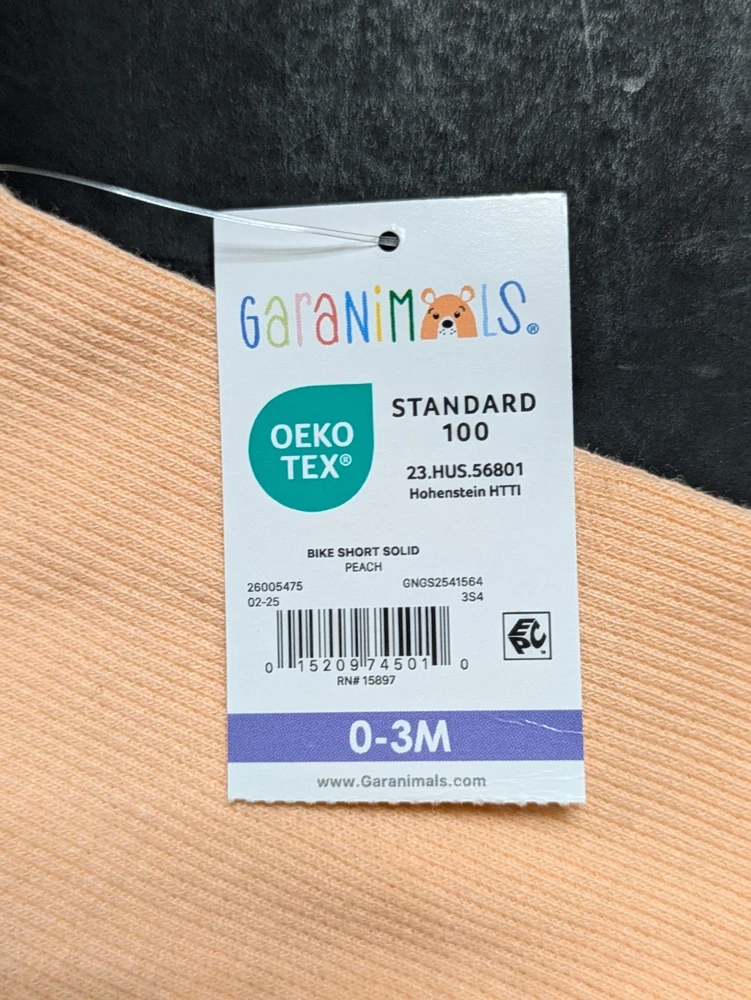 GaraNiMALS®
OEKO
TEX®
STANDARD
100
23.HUS.56801
Hohenstein HTTI
BIKE SHORT SOLID
PEACH
26005475
GNGS2541564
02-25
3S4
0 15209 74501 0
EPC™
RN# 15897
0-3M
www.Garanimals.com